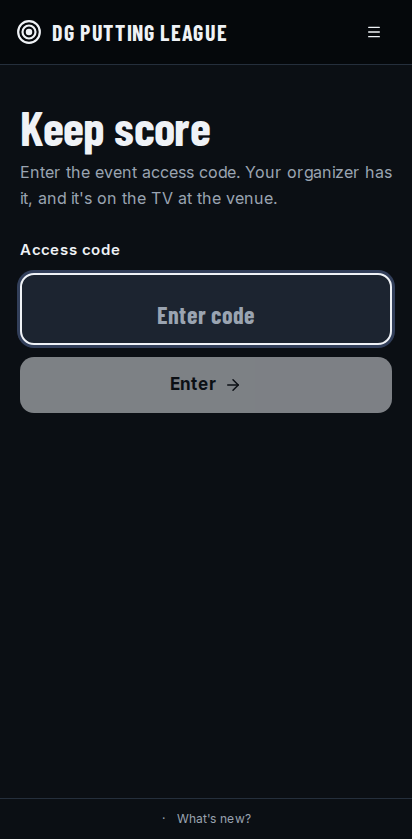 DG PUTTING LEAGUE
Keep score
Enter the event access code. Your organizer has
it, and it's on the TV at the venue.
Access code
Enter code
Enter →
· What's new?